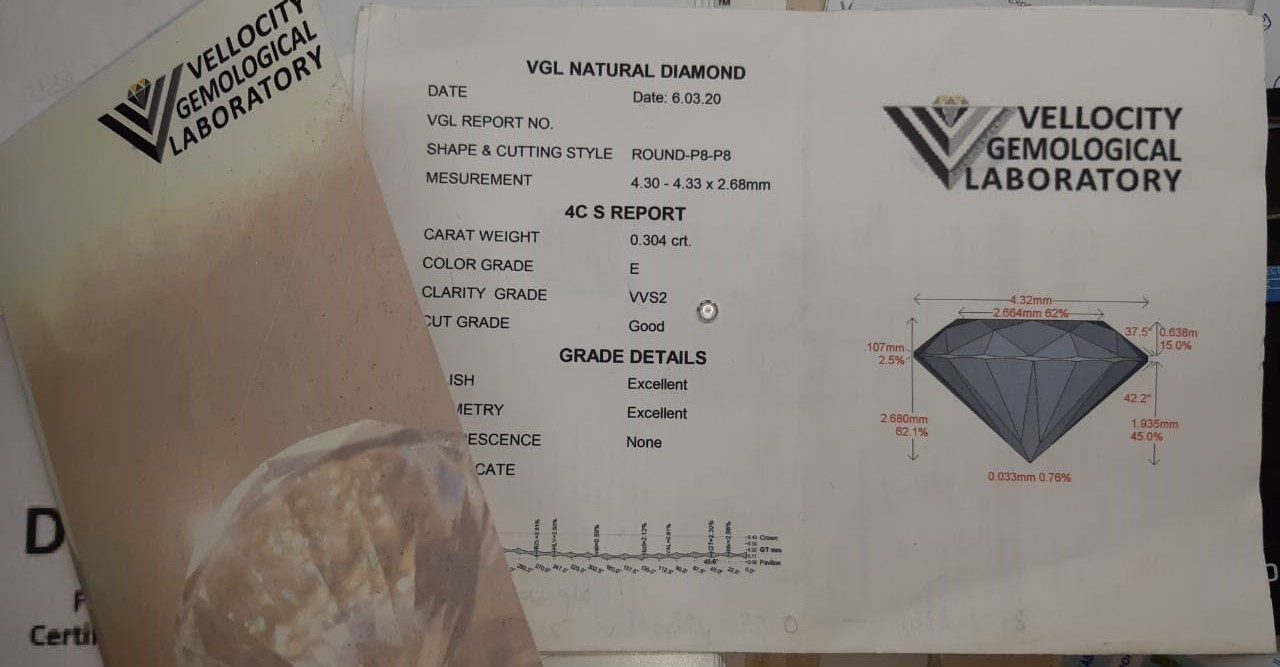 VELLOCITY
GEMOLOGICAL
LABORATORY
VGL NATURAL DIAMOND
DATE Date: 6.03.20
VGL REPORT NO.
SHAPE & CUTTING STYLE ROUND-P8-P8
MESUREMENT 4.30 - 4.33 x 2.68mm
4C S REPORT
CARAT WEIGHT 0.304 crt.
COLOR GRADE E
CLARITY GRADE VVS2
CUT GRADE Good
GRADE DETAILS
ISH Excellent
METRY Excellent
ESCENCE None
CATE
Crown
GT mm
Pavilion
VELLOCITY
GEMOLOGICAL
LABORATORY
4.32mm
2.664mm 62%
37.5° 0.638m
15.0%
.107mm
2.5%
42.2°
2.680mm
62.1%
1.935mm
45.0%
0.033mm 0.76%
D
F
Certi